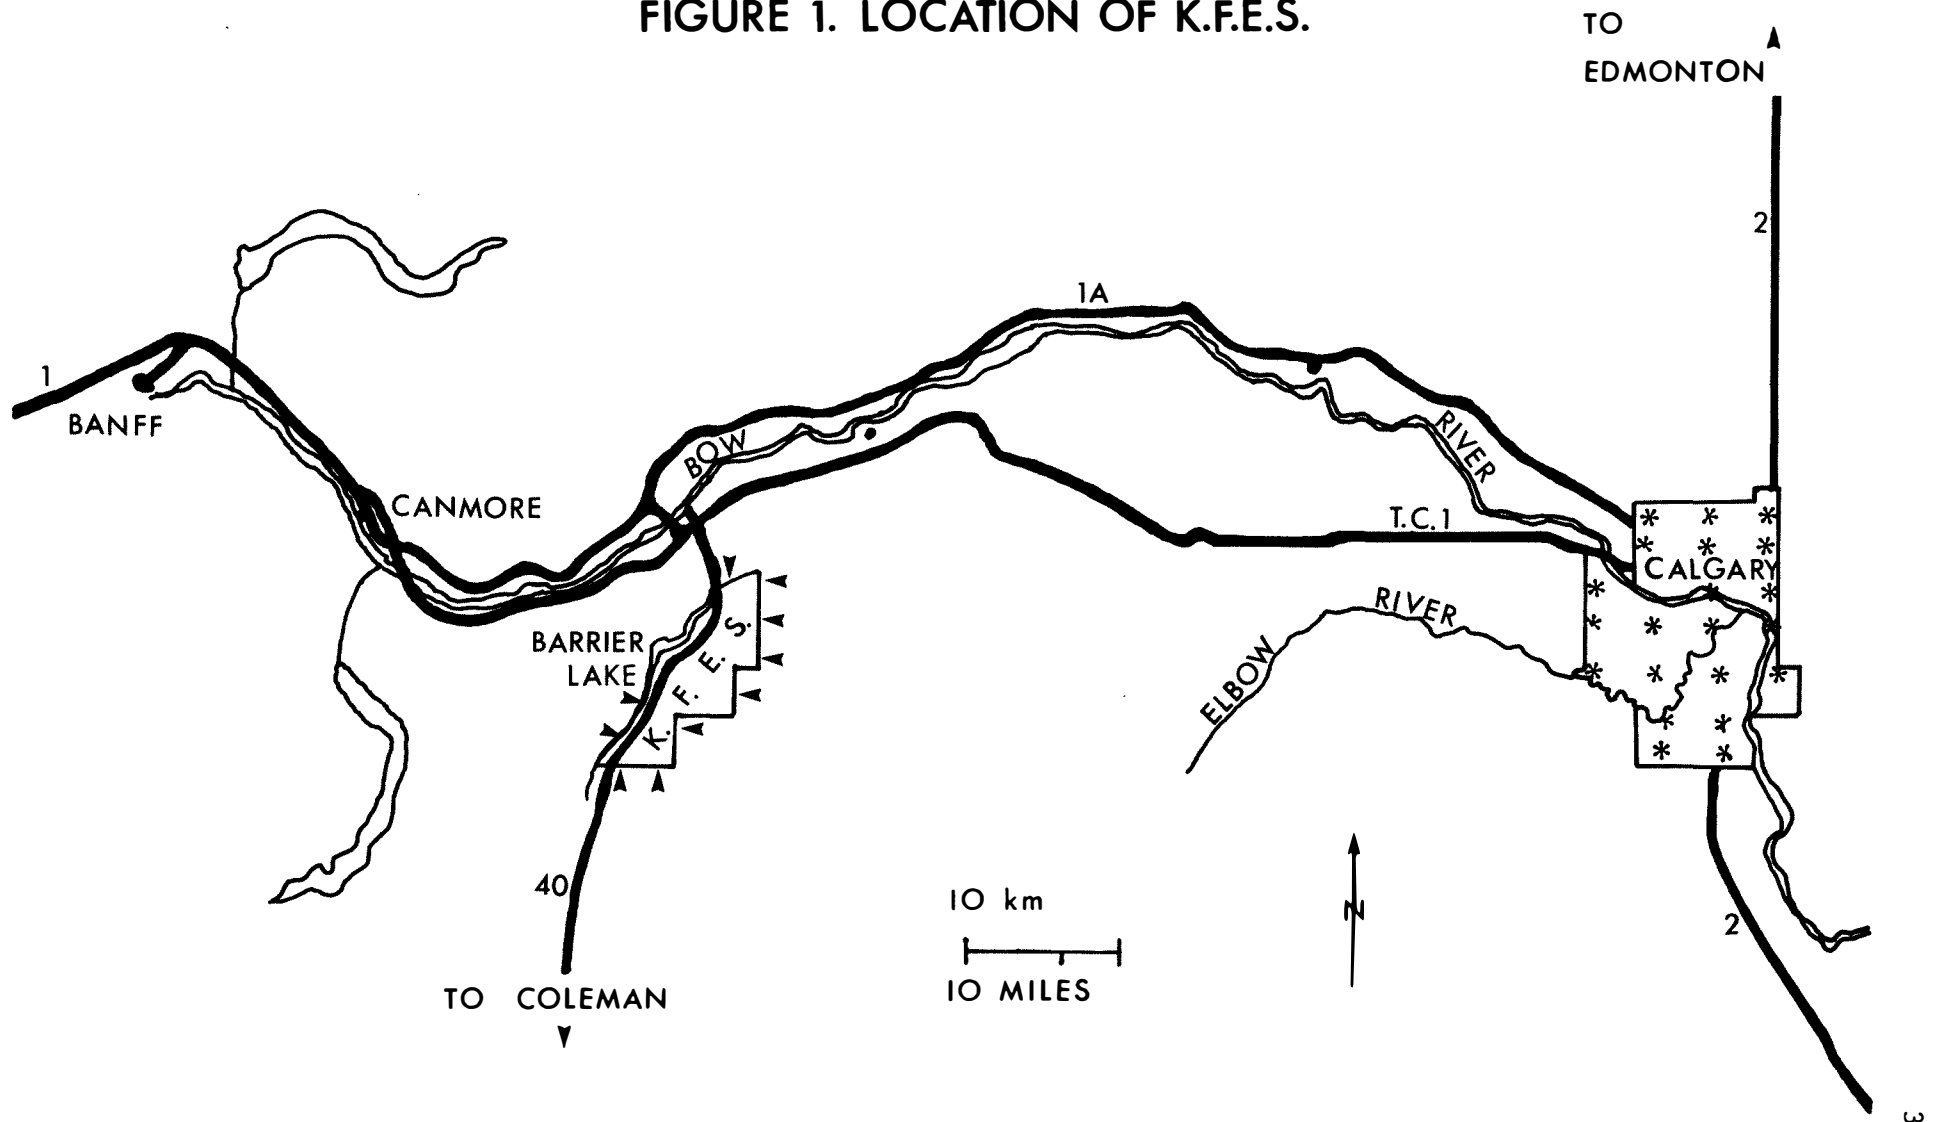 FIGURE 1. LOCATION OF K.F.E.S.
TO
EDMONTON
2
1A
1
BANFF
BOW
RIVER
CANMORE
T.C.1
CALGARY
RIVER
ELBOW
BARRIER
LAKE
K. F. E. S.
40
10 km
10 MILES
N
2
TO COLEMAN
3